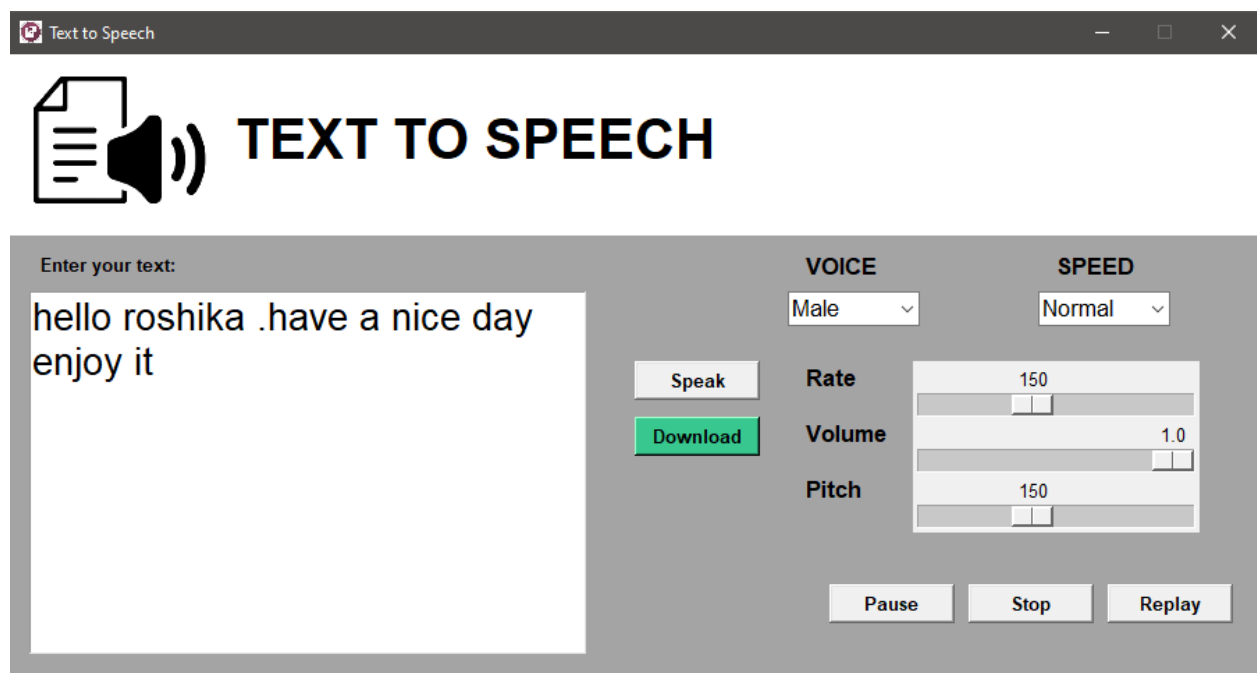 Text to Speech
TEXT TO SPEECH
Enter your text:
hello roshika .have a nice day
enjoy it
Speak
Download
VOICE
SPEED
Male
Normal
Rate
150
Volume
1.0
Pitch
150
Pause
Stop
Replay